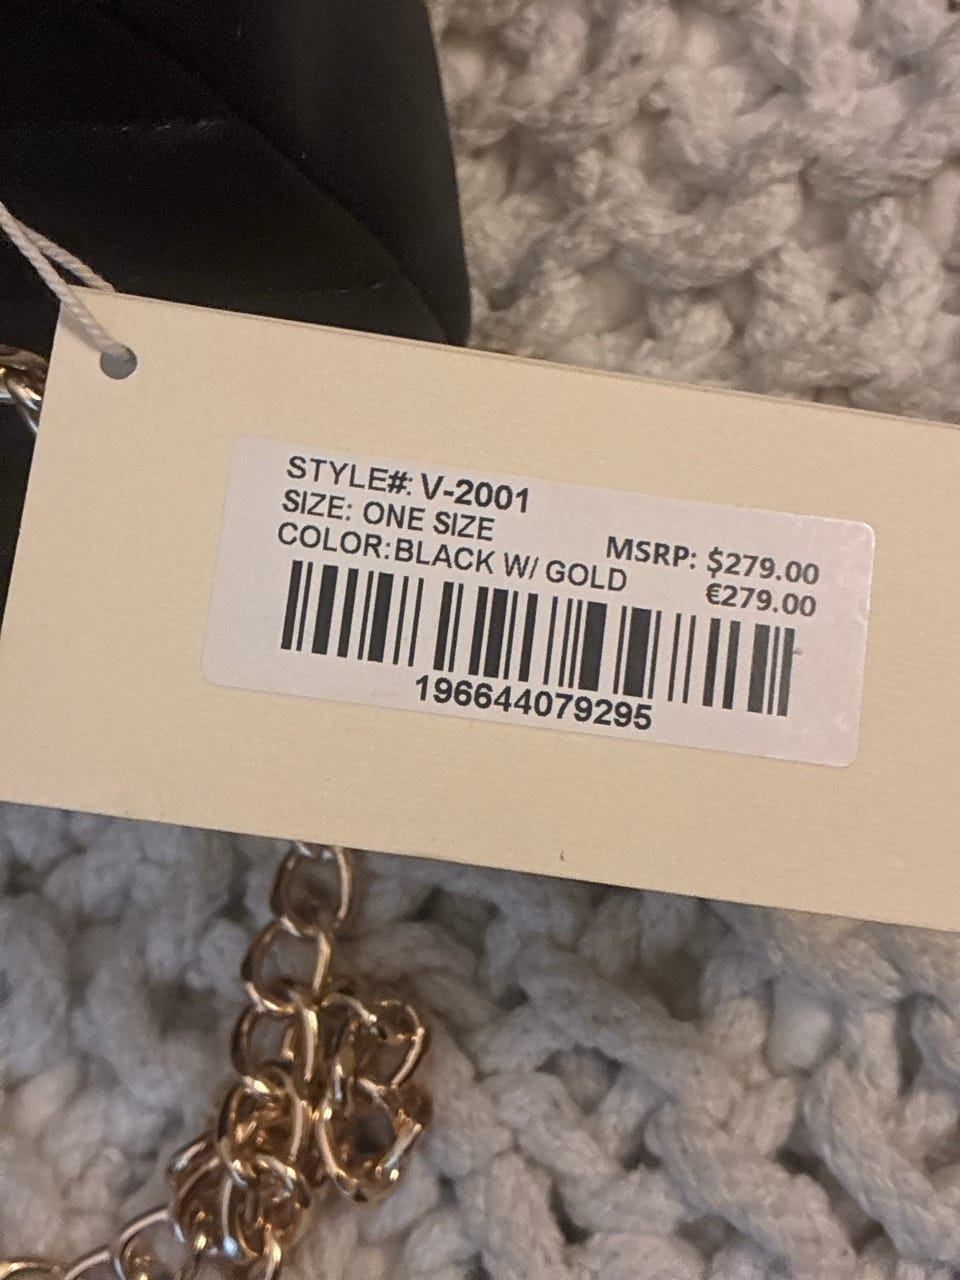 STYLE#: V-2001
SIZE: ONE SIZE
COLOR:BLACK W/ GOLD
MSRP: $279.00
€279.00
196644079295